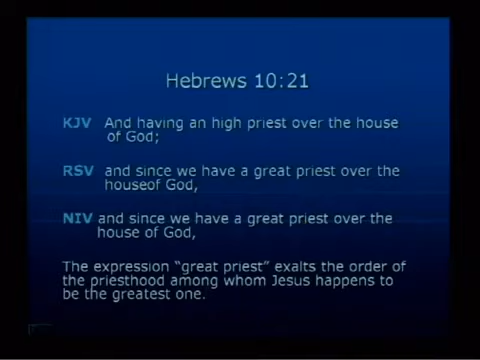 Hebrews 10:21
KJV And having an high priest over the house
of God;
RSV and since we have a great priest over the
houseof God,
NIV and since we have a great priest over the
house of God,
The expression “great priest” exalts the order of
the priesthood among whom Jesus happens to
be the greatest one.